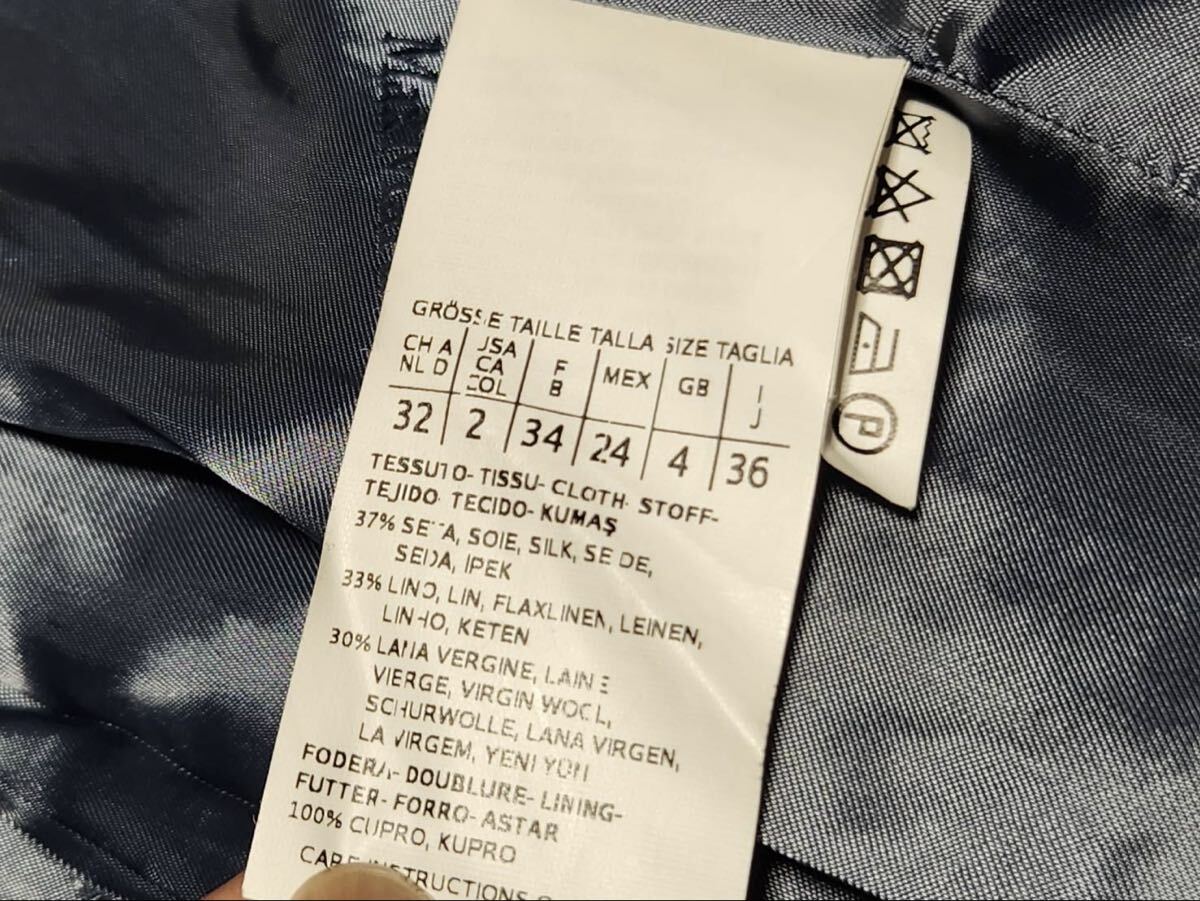 GRÖSSE TAILLE TALLA SIZE TAGLIA
CH A USA F MEX GB I
NL D CA B J
COL
32 2 34 24 4 36
TESSUTO- TISSU- CLOTH- STOFF-
TEJIDO- TECIDO- KUMAŞ
37% SETA, SOIE, SILK, SEIDE,
SEDA, IPEK
33% LINO, LIN, FLAXLINEN, LEINEN,
LINHO, KETEN
30% LANA VERGINE, LAINE
VIERGE, VIRGIN WOOL,
SCHURWOLLE, LANA VIRGEN,
LA VIRGEM, YENI YÜN
FODERA- DOUBLURE- LINING-
FUTTER- FORRO- ASTAR
100% CUPRO, KUPRO
CARE INSTRUCTIONS
P